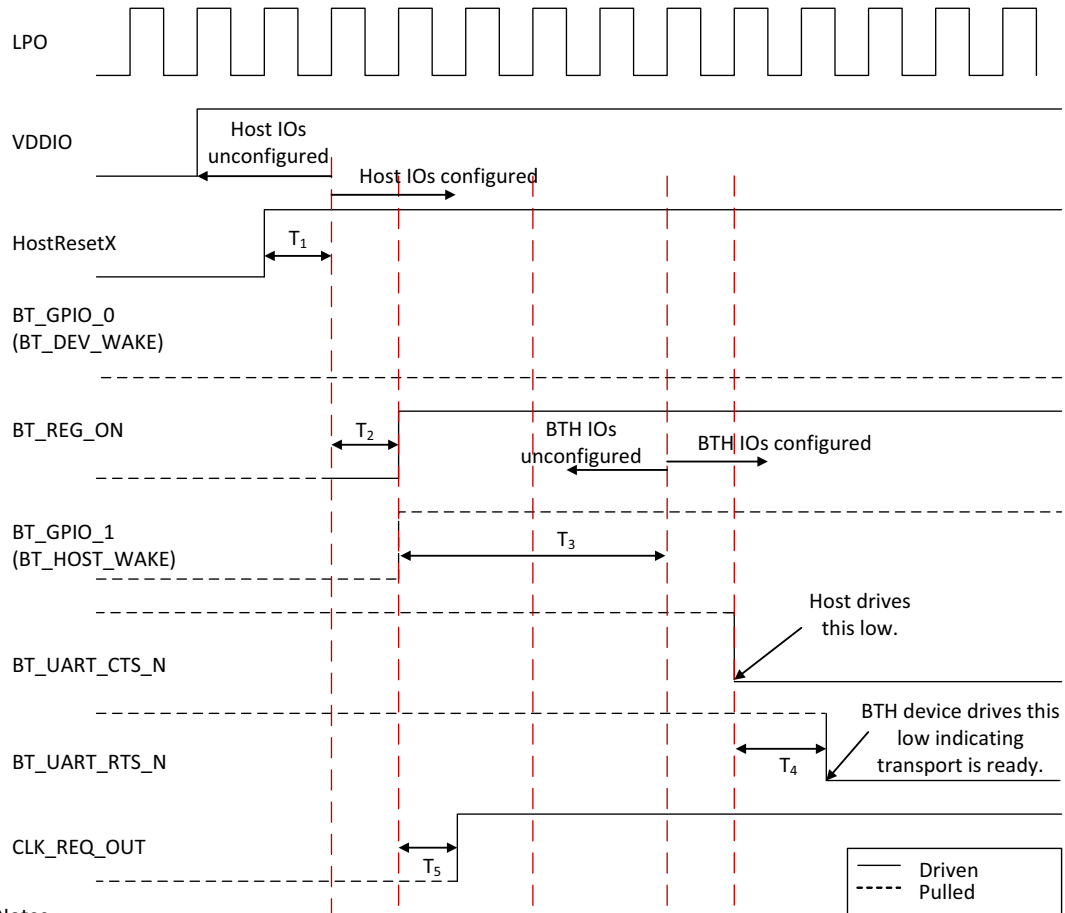 LPO
VDDIO
Host IOs
unconfigured
Host IOs configured
HostResetX
T1
BT_GPIO_0
(BT_DEV_WAKE)
BT_REG_ON
T2
BTH IOs
unconfigured
BTH IOs configured
BT_GPIO_1
(BT_HOST_WAKE)
T3
Host drives
this low.
BT_UART_CTS_N
BTH device drives this
low indicating
transport is ready.
BT_UART_RTS_N
T4
CLK_REQ_OUT
T5
Driven
Pulled
Notes